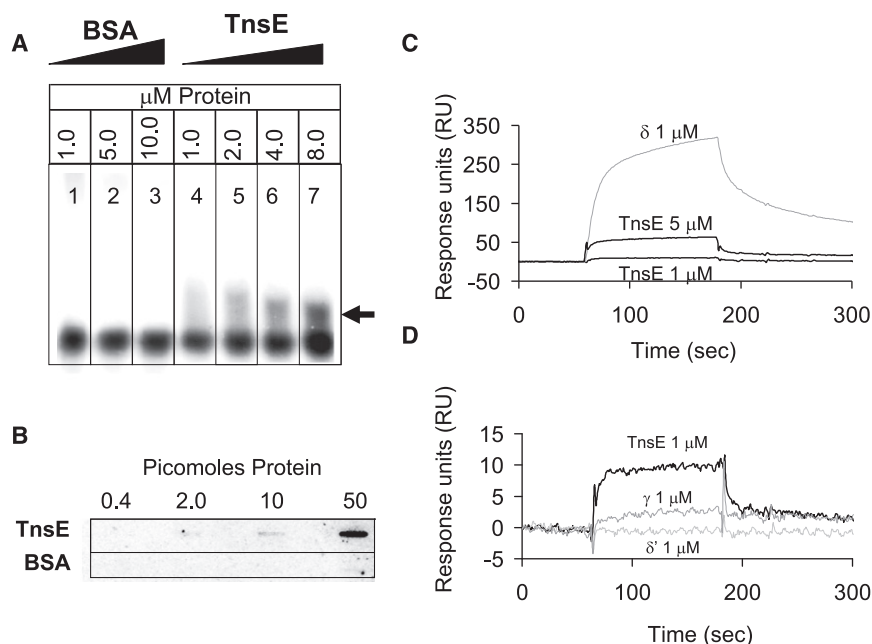 A
BSA TnsE
μM Protein
1.0 5.0 10.0 1.0 2.0 4.0 8.0
1 2 3 4 5 6 7
B
Picomoles Protein
0.4 2.0 10 50
TnsE
BSA
C
Response units (RU)
350
250
150
50
-50
δ 1 μM
TnsE 5 μM
TnsE 1 μM
0 100 200 300
Time (sec)
D
Response units (RU)
15
10
5
0
-5
TnsE 1 μM
γ 1 μM
δ' 1 μM
0 100 200 300
Time (sec)